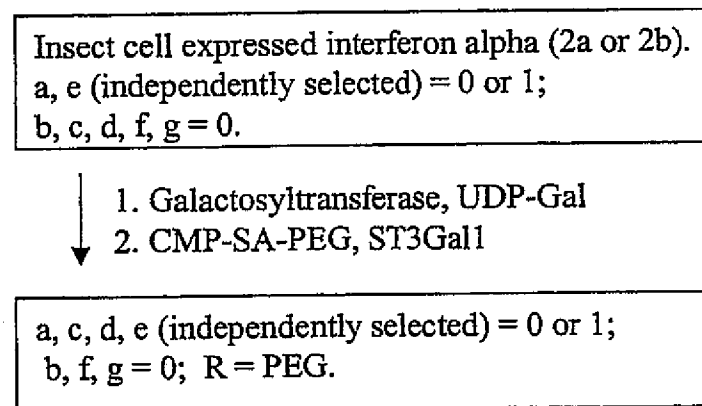 Insect cell expressed interferon alpha (2a or 2b).
a, e (independently selected) = 0 or 1;
b, c, d, f, g = 0.
1. Galactosyltransferase, UDP-Gal
2. CMP-SA-PEG, ST3Gal1
a, c, d, e (independently selected) = 0 or 1;
b, f, g = 0; R = PEG.